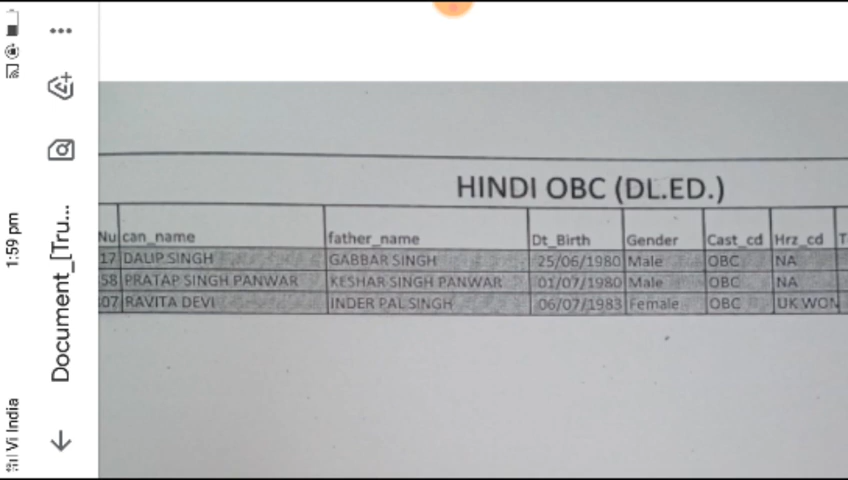 Vi India 1:59 pm
Document_[Tru...
HINDI OBC (DL.ED.)
Nu can_name father_name Dt_Birth Gender Cast_cd Hrz_cd T
17 DALIP SINGH GABBAR SINGH 25/06/1980 Male OBC NA
58 PRATAP SINGH PANWAR KESHAR SINGH PANWAR 01/07/1980 Male OBC NA
07 RAVITA DEVI INDER PAL SINGH 06/07/1983 Female OBC UK WON